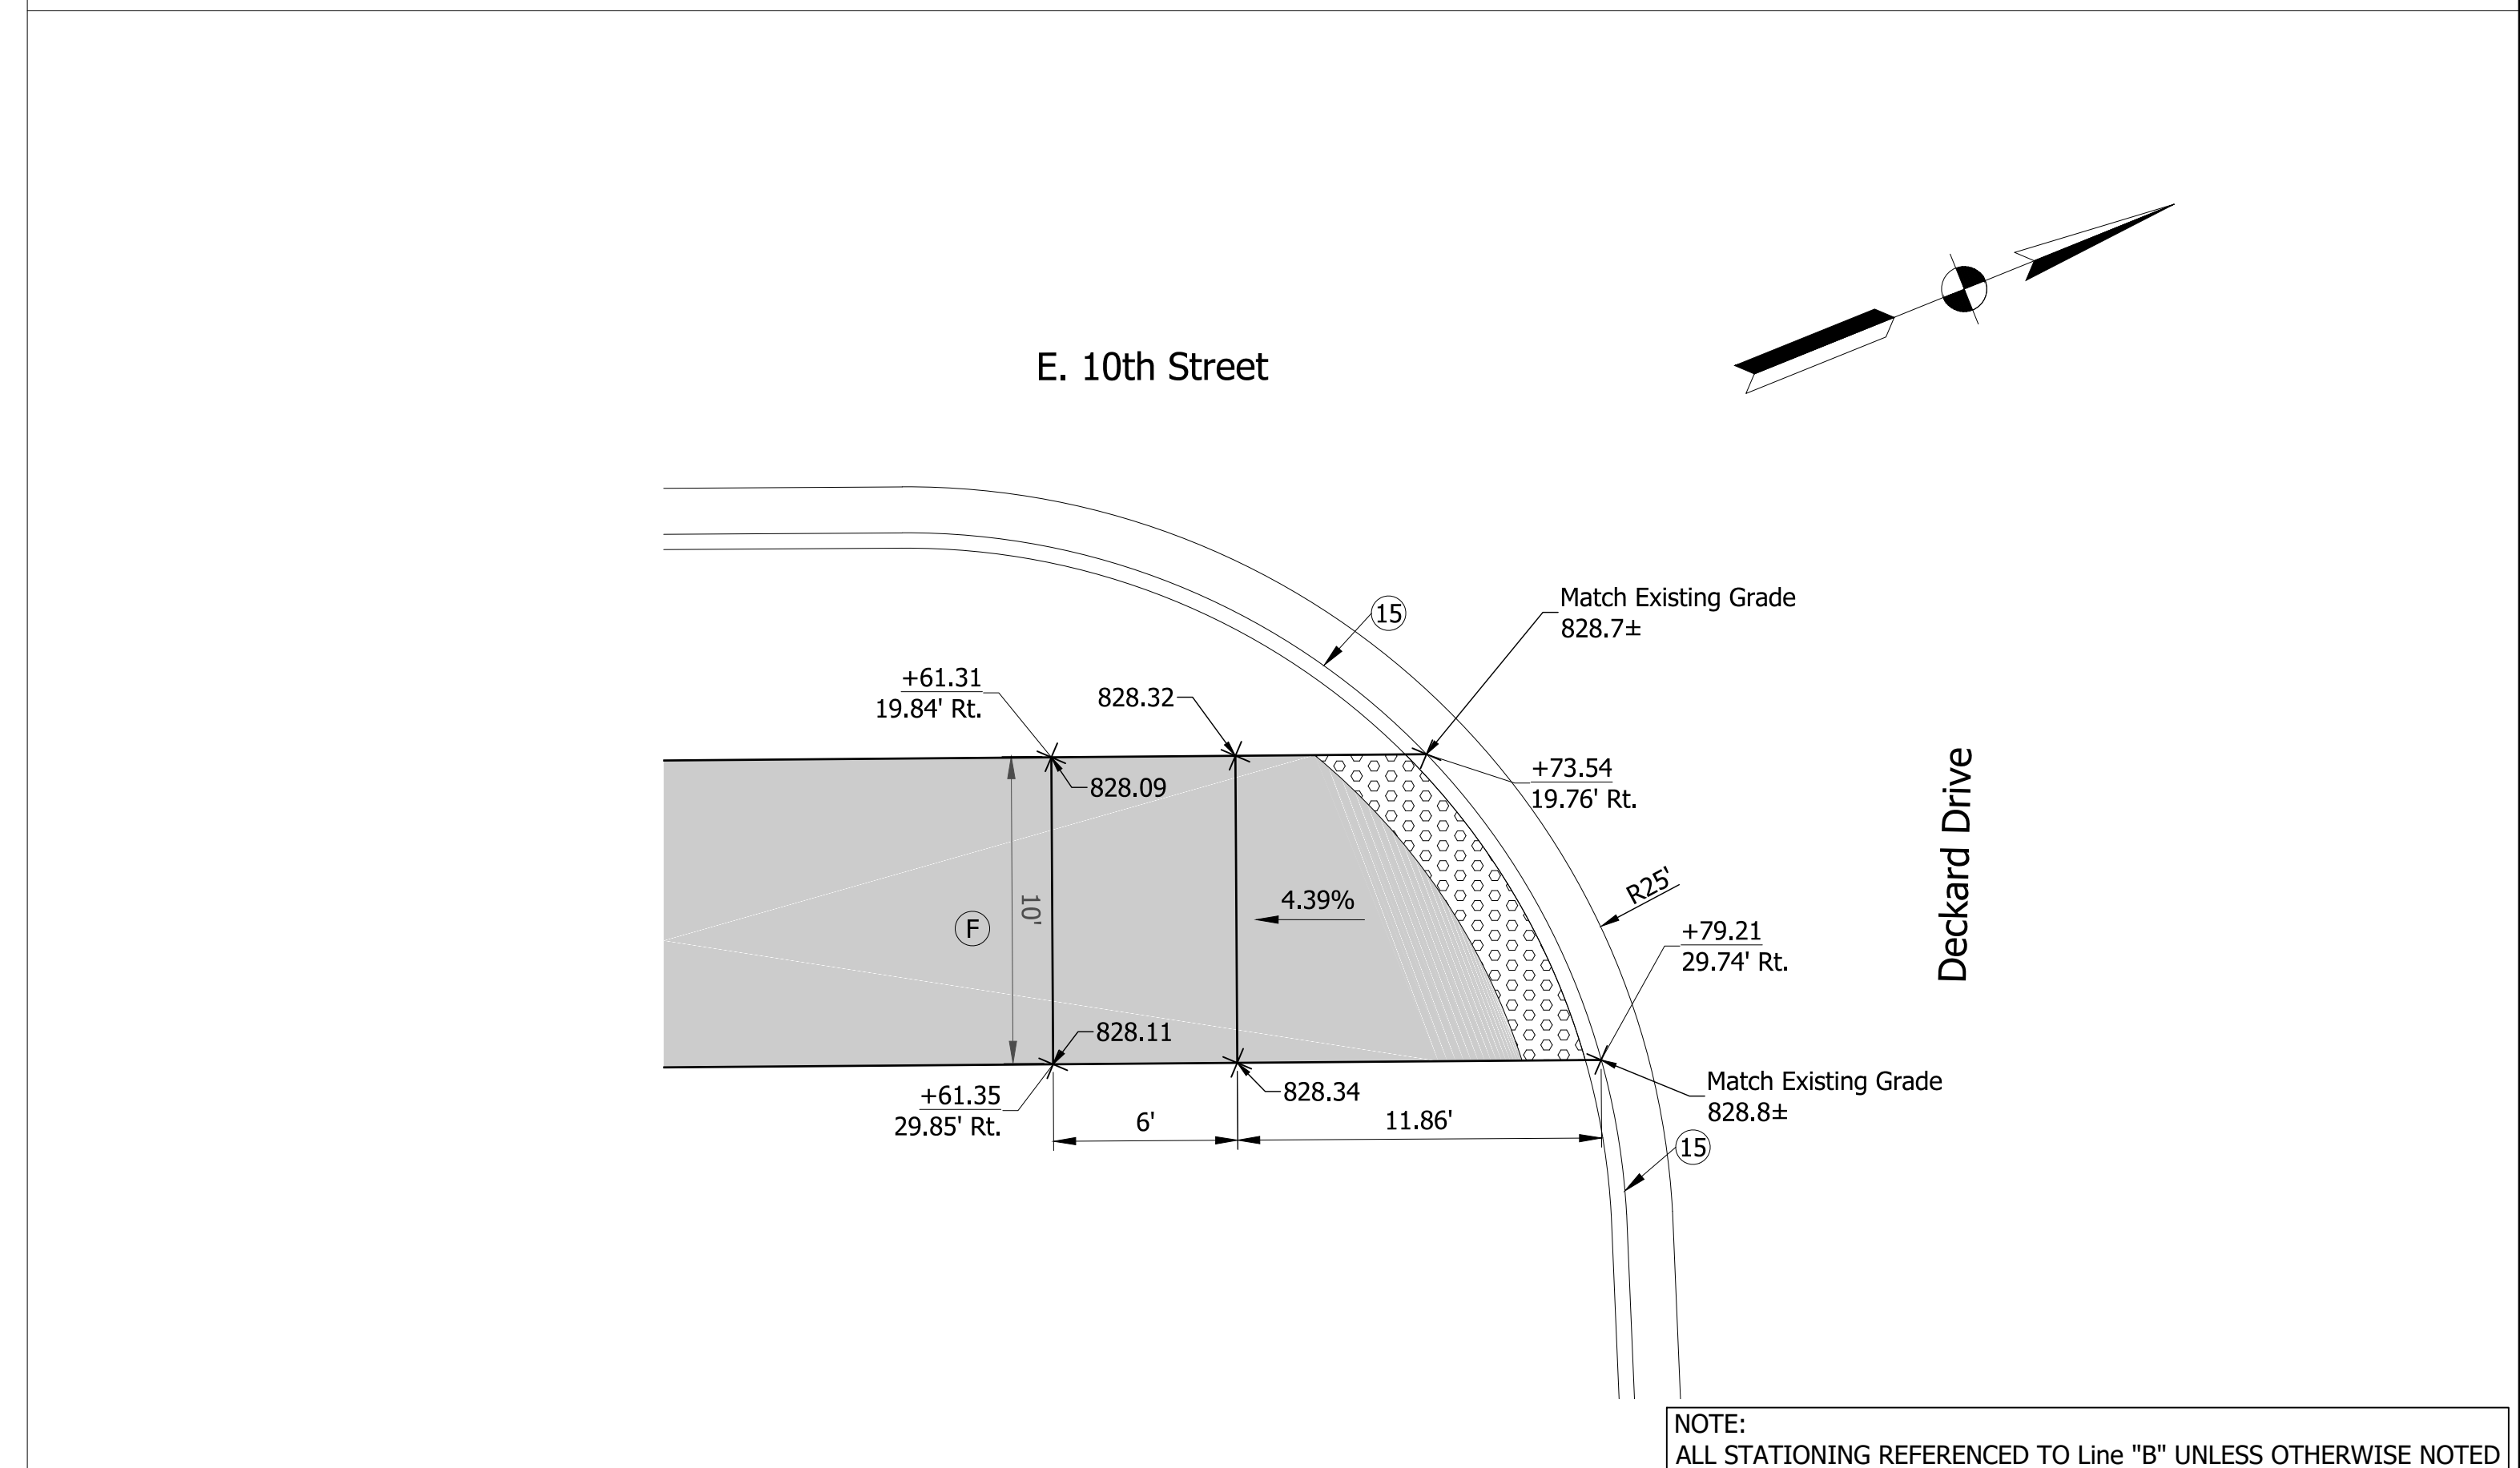 E. 10th Street
15
Match Existing Grade
828.7±
+61.31
19.84' Rt.
828.32
828.09
+73.54
19.76' Rt.
Deckard Drive
R25'
10'
F
4.39%
+79.21
29.74' Rt.
828.11
828.34
+61.35
29.85' Rt.
6'
11.86'
Match Existing Grade
828.8±
15
NOTE:
ALL STATIONING REFERENCED TO Line "B" UNLESS OTHERWISE NOTED